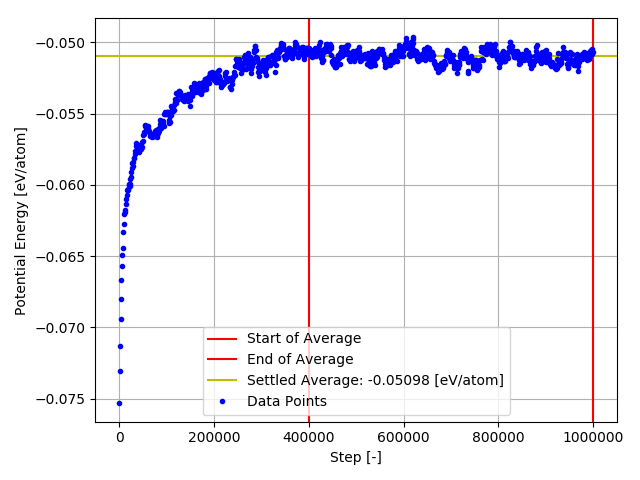 −0.050
−0.055
−0.060
−0.065
−0.070
−0.075
Potential Energy [eV/atom]
Start of Average
End of Average
Settled Average: -0.05098 [eV/atom]
Data Points
0 200000 400000 600000 800000 1000000
Step [-]